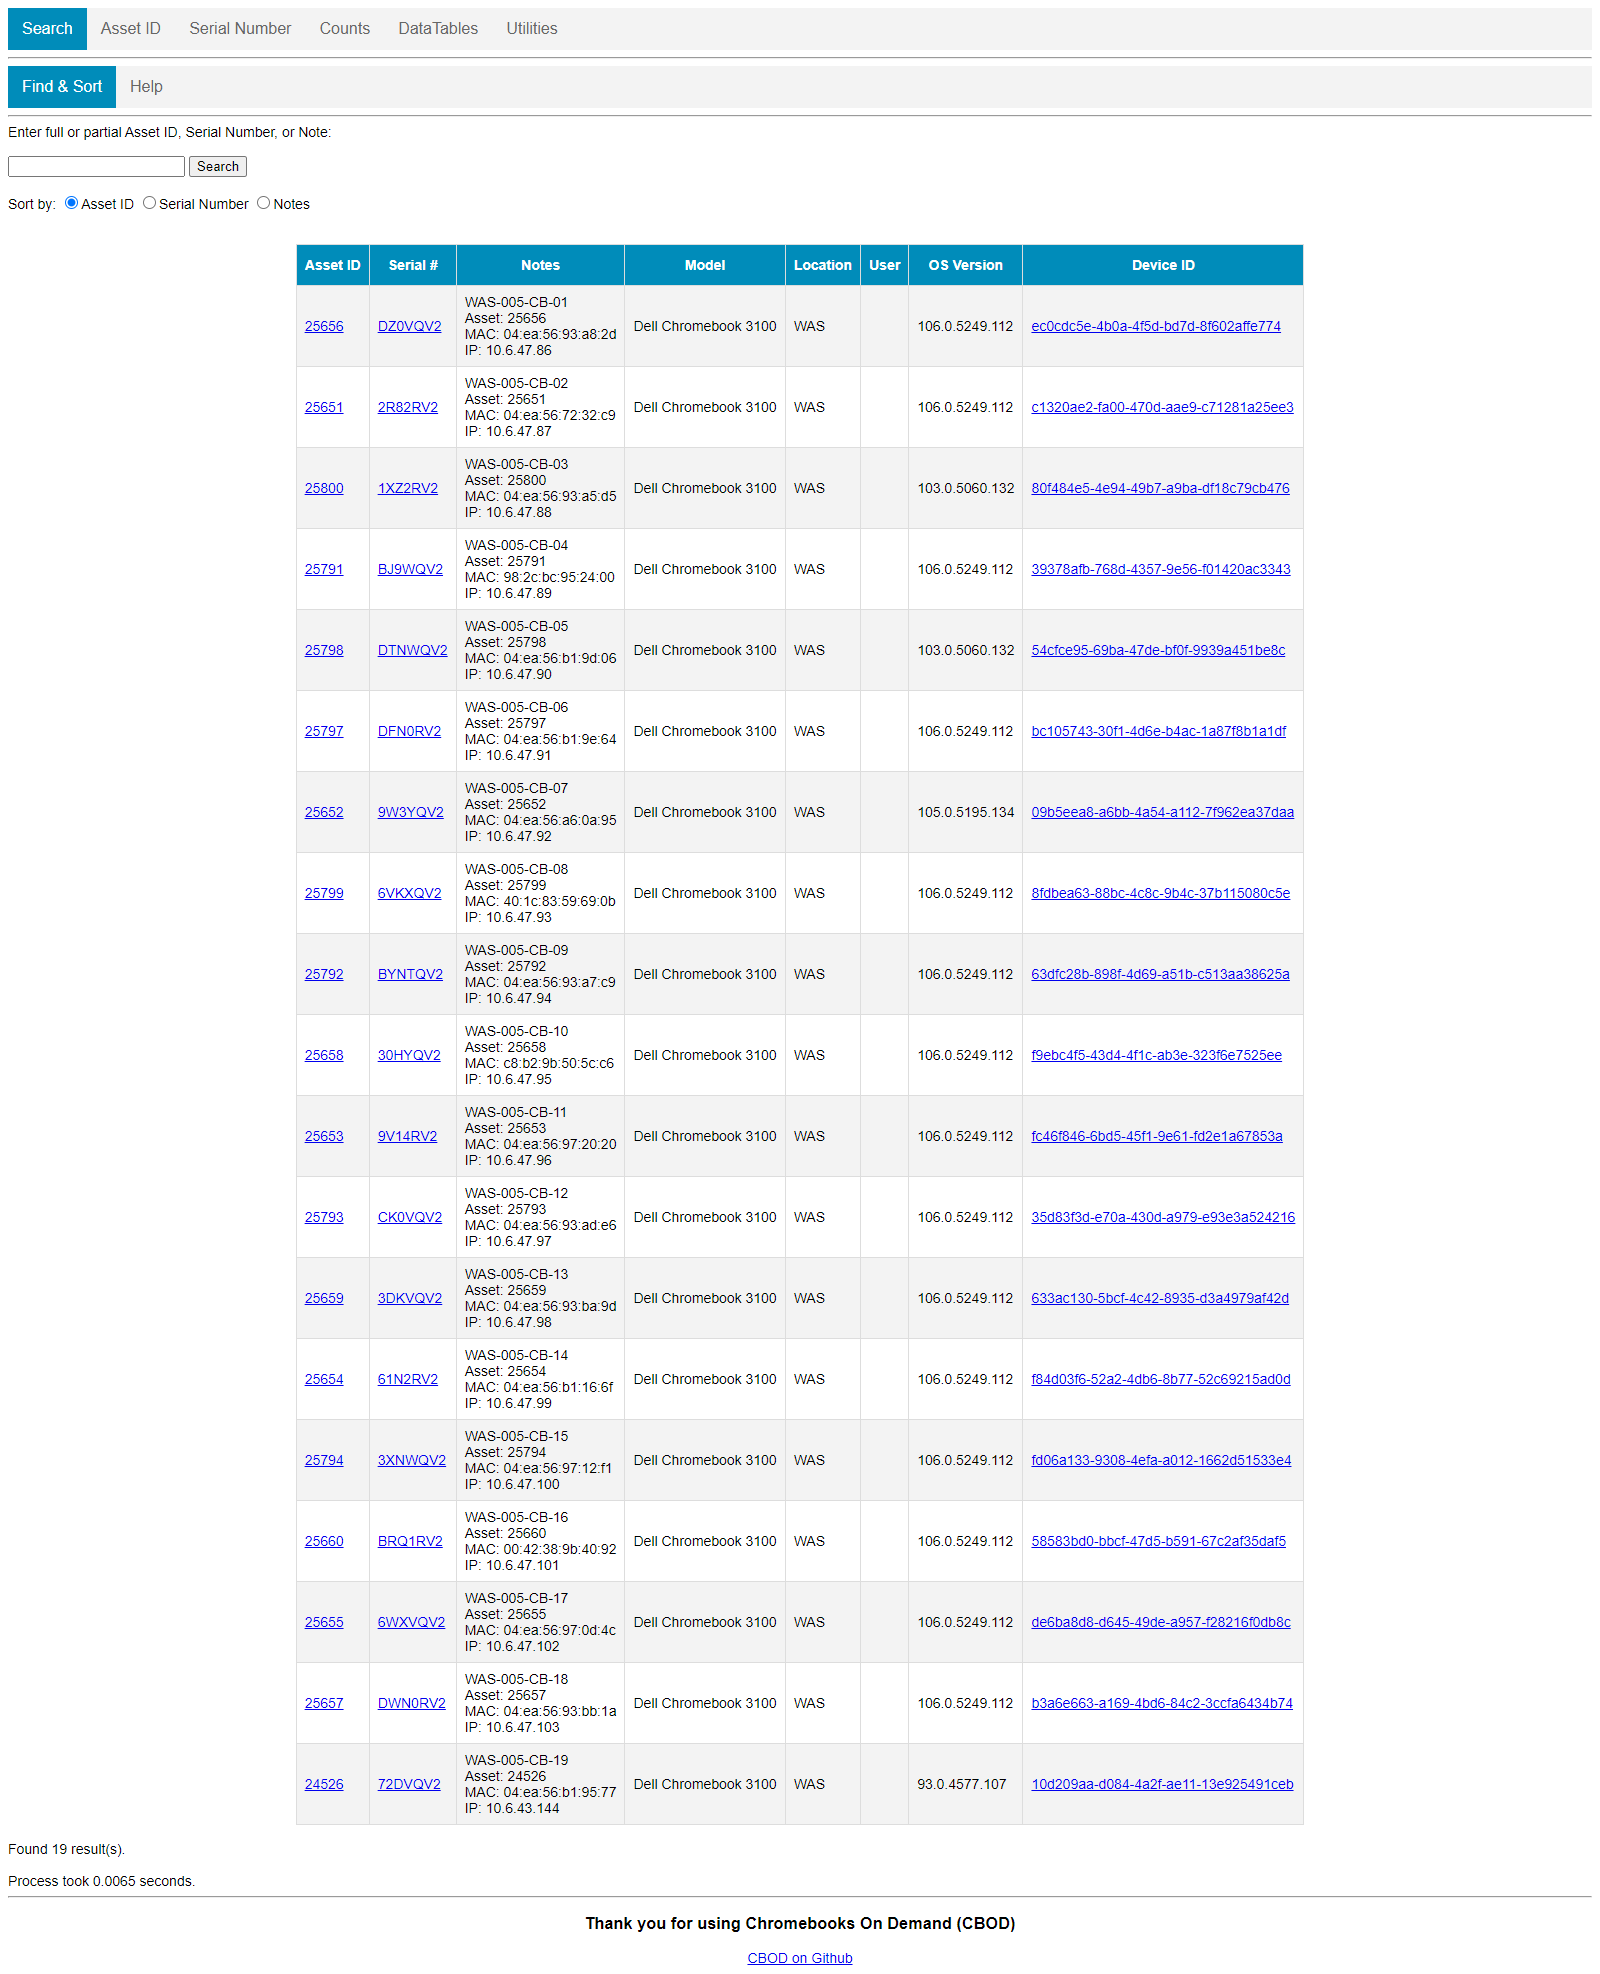 Search Asset ID Serial Number Counts DataTables Utilities
Find & Sort Help
Enter full or partial Asset ID, Serial Number, or Note:
Search
Sort by: Asset ID Serial Number Notes
Asset ID Serial # Notes Model Location User OS Version Device ID
WAS-005-CB-01
Asset: 25656
25656 DZ0VQV2 Dell Chromebook 3100 WAS 106.0.5249.112 ec0cdc5e-4b0a-4f5d-bd7d-8f602affe774
MAC: 04:ea:56:93:a8:2d
IP: 10.6.47.86
WAS-005-CB-02
Asset: 25651
25651 2R82RV2 Dell Chromebook 3100 WAS 106.0.5249.112 c1320ae2-fa00-470d-aae9-c71281a25ee3
MAC: 04:ea:56:72:32:c9
IP: 10.6.47.87
WAS-005-CB-03
Asset: 25800
25800 1XZ2RV2 Dell Chromebook 3100 WAS 103.0.5060.132 80f484e5-4e94-49b7-a9ba-df18c79cb476
MAC: 04:ea:56:93:a5:d5
IP: 10.6.47.88
WAS-005-CB-04
Asset: 25791
25791 BJ9WQV2 Dell Chromebook 3100 WAS 106.0.5249.112 39378afb-768d-4357-9e56-f01420ac3343
MAC: 98:2c:bc:95:24:00
IP: 10.6.47.89
WAS-005-CB-05
Asset: 25798
25798 DTNWQV2 Dell Chromebook 3100 WAS 103.0.5060.132 54cfce95-69ba-47de-bf0f-9939a451be8c
MAC: 04:ea:56:b1:9d:06
IP: 10.6.47.90
WAS-005-CB-06
Asset: 25797
25797 DFN0RV2 Dell Chromebook 3100 WAS 106.0.5249.112 bc105743-30f1-4d6e-b4ac-1a87f8b1a1df
MAC: 04:ea:56:b1:9e:64
IP: 10.6.47.91
WAS-005-CB-07
Asset: 25652
25652 9W3YQV2 Dell Chromebook 3100 WAS 105.0.5195.134 09b5eea8-a6bb-4a54-a112-7f962ea37daa
MAC: 04:ea:56:a6:0a:95
IP: 10.6.47.92
WAS-005-CB-08
Asset: 25799
25799 6VKXQV2 Dell Chromebook 3100 WAS 106.0.5249.112 8fdbea63-88bc-4c8c-9b4c-37b115080c5e
MAC: 40:1c:83:59:69:0b
IP: 10.6.47.93
WAS-005-CB-09
Asset: 25792
25792 BYNTQV2 Dell Chromebook 3100 WAS 106.0.5249.112 63dfc28b-898f-4d69-a51b-c513aa38625a
MAC: 04:ea:56:93:a7:c9
IP: 10.6.47.94
WAS-005-CB-10
Asset: 25658
25658 30HYQV2 Dell Chromebook 3100 WAS 106.0.5249.112 f9ebc4f5-43d4-4f1c-ab3e-323f6e7525ee
MAC: c8:b2:9b:50:5c:c6
IP: 10.6.47.95
WAS-005-CB-11
Asset: 25653
25653 9V14RV2 Dell Chromebook 3100 WAS 106.0.5249.112 fc46f846-6bd5-45f1-9e61-fd2e1a67853a
MAC: 04:ea:56:97:20:20
IP: 10.6.47.96
WAS-005-CB-12
Asset: 25793
25793 CK0VQV2 Dell Chromebook 3100 WAS 106.0.5249.112 35d83f3d-e70a-430d-a979-e93e3a524216
MAC: 04:ea:56:93:ad:e6
IP: 10.6.47.97
WAS-005-CB-13
Asset: 25659
25659 3DKVQV2 Dell Chromebook 3100 WAS 106.0.5249.112 633ac130-5bcf-4c42-8935-d3a4979af42d
MAC: 04:ea:56:93:ba:9d
IP: 10.6.47.98
WAS-005-CB-14
Asset: 25654
25654 61N2RV2 Dell Chromebook 3100 WAS 106.0.5249.112 f84d03f6-52a2-4db6-8b77-52c69215ad0d
MAC: 04:ea:56:b1:16:6f
IP: 10.6.47.99
WAS-005-CB-15
Asset: 25794
25794 3XNWQV2 Dell Chromebook 3100 WAS 106.0.5249.112 fd06a133-9308-4efa-a012-1662d51533e4
MAC: 04:ea:56:97:12:f1
IP: 10.6.47.100
WAS-005-CB-16
Asset: 25660
25660 BRQ1RV2 Dell Chromebook 3100 WAS 106.0.5249.112 58583bd0-bbcf-47d5-b591-67c2af35daf5
MAC: 00:42:38:9b:40:92
IP: 10.6.47.101
WAS-005-CB-17
Asset: 25655
25655 6WXVQV2 Dell Chromebook 3100 WAS 106.0.5249.112 de6ba8d8-d645-49de-a957-f28216f0db8c
MAC: 04:ea:56:97:0d:4c
IP: 10.6.47.102
WAS-005-CB-18
Asset: 25657
25657 DWN0RV2 Dell Chromebook 3100 WAS 106.0.5249.112 b3a6e663-a169-4bd6-84c2-3ccfa6434b74
MAC: 04:ea:56:93:bb:1a
IP: 10.6.47.103
WAS-005-CB-19
Asset: 24526
24526 72DVQV2 Dell Chromebook 3100 WAS 93.0.4577.107 10d209aa-d084-4a2f-ae11-13e925491ceb
MAC: 04:ea:56:b1:95:77
IP: 10.6.43.144
Found 19 result(s).
Process took 0.0065 seconds.
Thank you for using Chromebooks On Demand (CBOD)
CBOD on Github